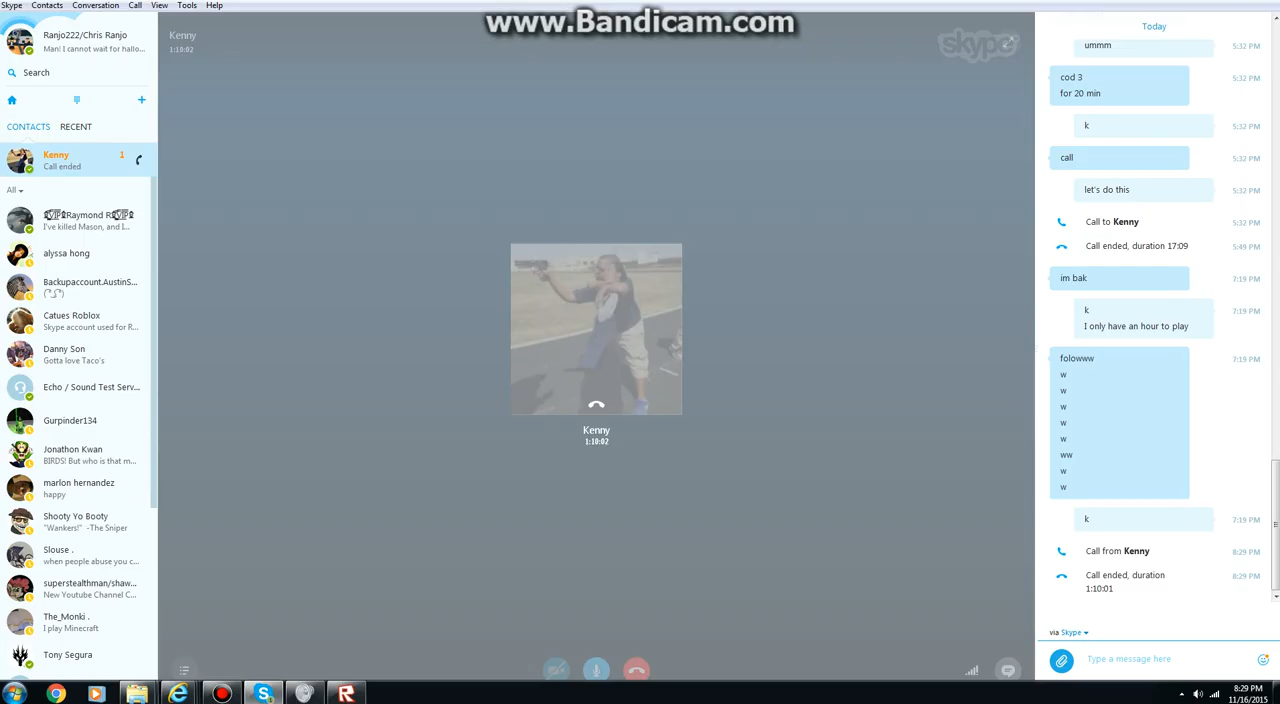 Skype Contacts Conversation Call View Tools Help
www.Bandicam.com
Ranjo222/Chris Ranjo
Man! I cannot wait for hallo...
Search
CONTACTS RECENT
Kenny 1
Call ended
All
Raymond R
I've killed Mason, and I...
alyssa hong
Backupaccount.AustinS...
Catues Roblox
Skype account used for R...
Danny Son
Gotta love Taco's
Echo / Sound Test Serv...
Gurpinder134
Jonathon Kwan
BIRDS! But who is that m...
marlon hernandez
happy
Shooty Yo Booty
"Wankers!" -The Sniper
Slouse .
when people abuse you c...
superstealthman/shaw...
New Youtube Channel C...
The_Monki .
I play Minecraft
Tony Segura
Kenny
1:10:02
skype
Kenny
1:10:02
Today
ummm 5:32 PM
cod 3 5:32 PM
for 20 min
k 5:32 PM
call 5:32 PM
let's do this 5:32 PM
Call to Kenny 5:32 PM
Call ended, duration 17:09 5:49 PM
im bak 7:19 PM
k 7:19 PM
I only have an hour to play
folowww 7:19 PM
w
w
w
w
w
ww
w
w
k 7:19 PM
Call from Kenny 8:29 PM
Call ended, duration 8:29 PM
1:10:01
via Skype
Type a message here
8:29 PM
11/16/2015